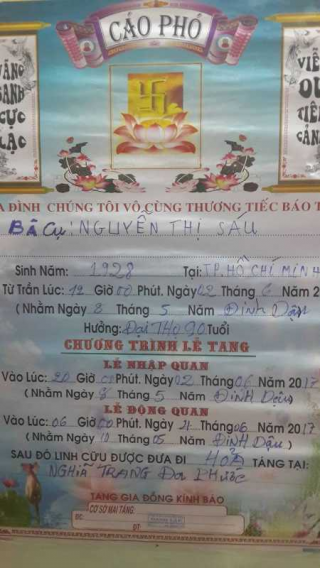 CÁO PHÓ
VÃNG SANH CỰC LẠC
GIA ĐÌNH CHÚNG TÔI VÔ CÙNG THƯƠNG TIẾC BÁO T
BÀ CỤ: NGUYỄN THỊ SÁU
Sinh Năm: 1928 Tại: TP. HỒ CHÍ MINH
Từ Trần Lúc: 12 Giờ 00 Phút. Ngày 02 Tháng 6 Năm 2
(Nhằm Ngày 8 Tháng 5 Năm ĐINH DẬU)
Hưởng: Đại Thọ 90 Tuổi
CHƯƠNG TRÌNH LỄ TANG
LỄ NHẬP QUAN
Vào Lúc: 20 Giờ 00 Phút. Ngày 02 Tháng 06 Năm 2017
(Nhằm Ngày 8 Tháng 5 Năm ĐINH DẬU)
LỄ ĐỘNG QUAN
Vào Lúc: 06 Giờ 00 Phút. Ngày Tháng 06 Năm 2017
(Nhằm Ngày 10 Tháng 05 Năm ĐINH DẬU)
SAU ĐÓ LINH CỮU ĐƯỢC ĐƯA ĐI HỎA TÁNG TẠI:
NGHĨA TRANG Đa PHƯỚC
TANG GIA ĐỒNG KÍNH BÁO
CƠ SỞ MAI TÁNG:
ĐC:
ĐT: